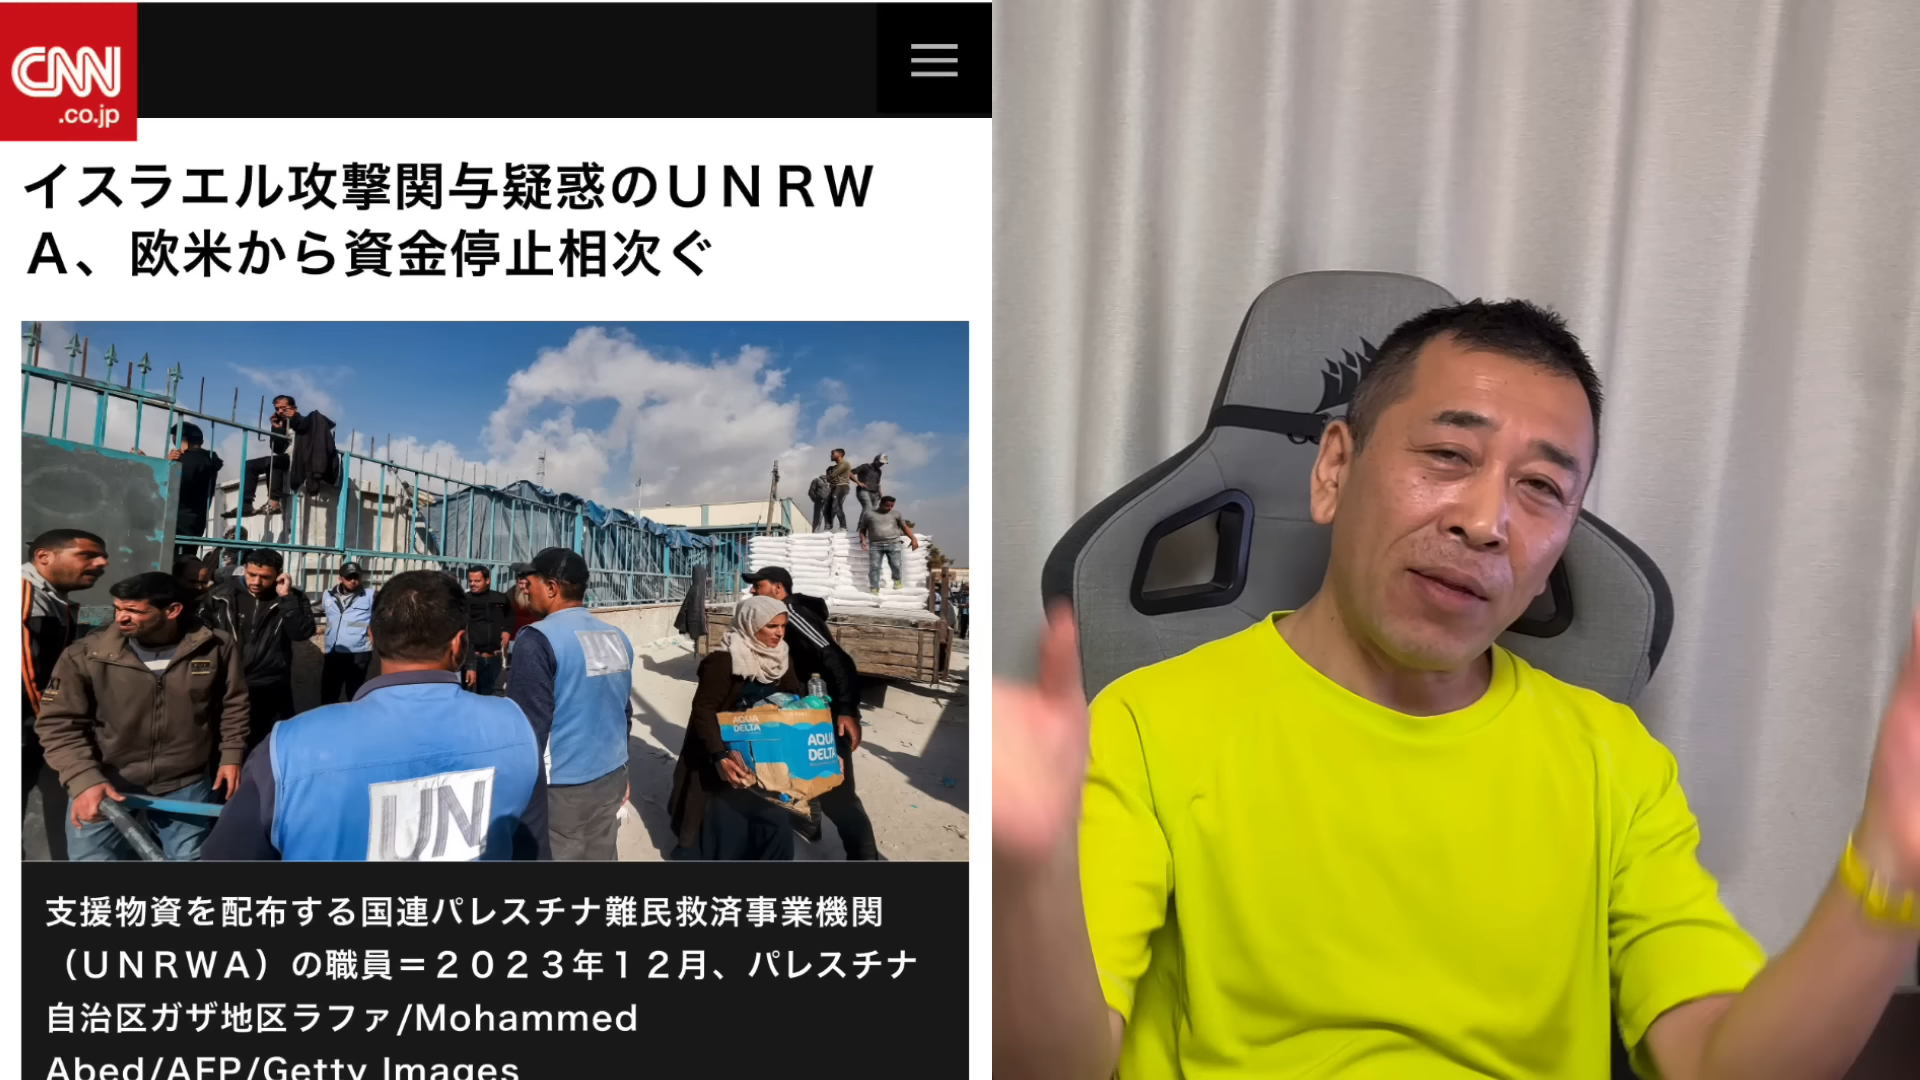 CNN
.co.jp
イスラエル攻撃関与疑惑のＵＮＲＷ
Ａ、欧米から資金停止相次ぐ
UN
UN
AQUA
DELTA
AQUA
DELTA
支援物資を配布する国連パレスチナ難民救済事業機関
（ＵＮＲＷＡ）の職員＝２０２３年１２月、パレスチナ
自治区ガザ地区ラファ/Mohammed
Abed/AFP/Getty Images